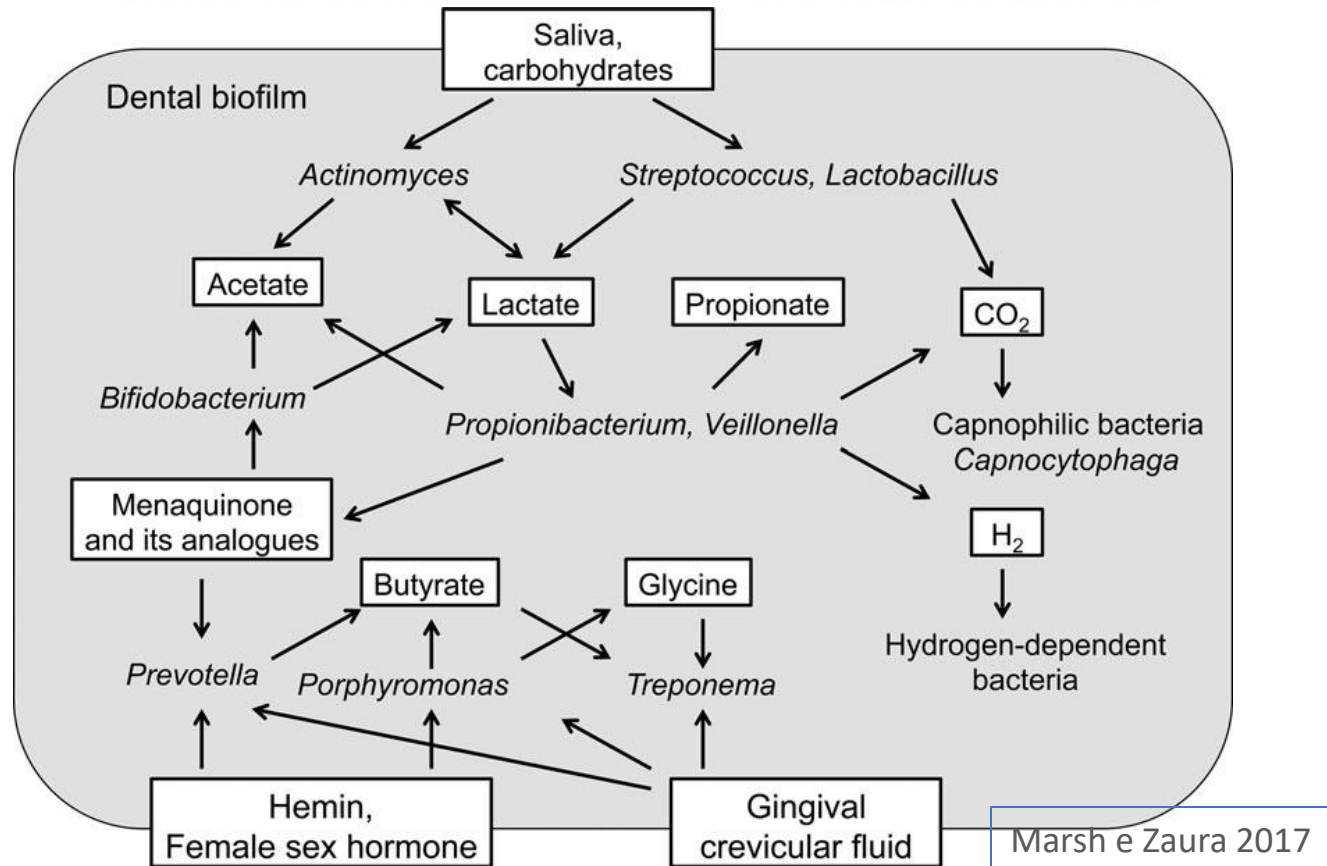 Saliva,
carbohydrates
Dental biofilm
Actinomyces
Streptococcus, Lactobacillus
Acetate
Lactate
Propionate
CO₂
Bifidobacterium
Propionibacterium, Veillonella
Capnophilic bacteria
Capnocytophaga
Menaquinone
and its analogues
H₂
Butyrate
Glycine
Hydrogen-dependent
bacteria
Prevotella
Porphyromonas
Treponema
Hemin,
Female sex hormone
Gingival
crevicular fluid
Marsh e Zaura 2017